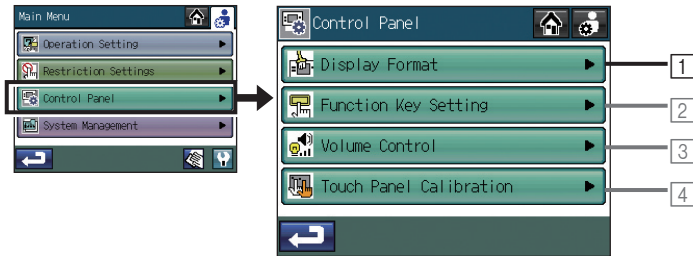 Main Menu
Operation Setting
Restriction Settings
Control Panel
System Management
Control Panel
Display Format
1
Function Key Setting
2
Volume Control
3
Touch Panel Calibration
4